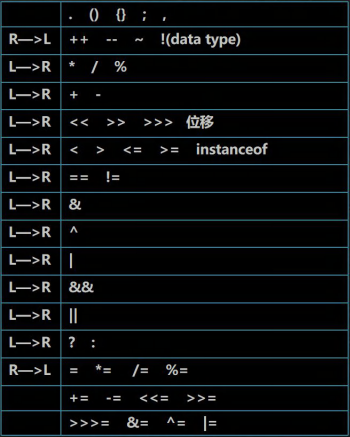 . () {} ; ,
R—>L ++ -- ~ !(data type)
L—>R * / %
L—>R + -
L—>R << >> >>> 位移
L—>R < > <= >= instanceof
L—>R == !=
L—>R &
L—>R ^
L—>R |
L—>R &&
L—>R ||
L—>R ? :
R—>L = *= /= %=
+= -= <<= >>=
>>>= &= ^= |=